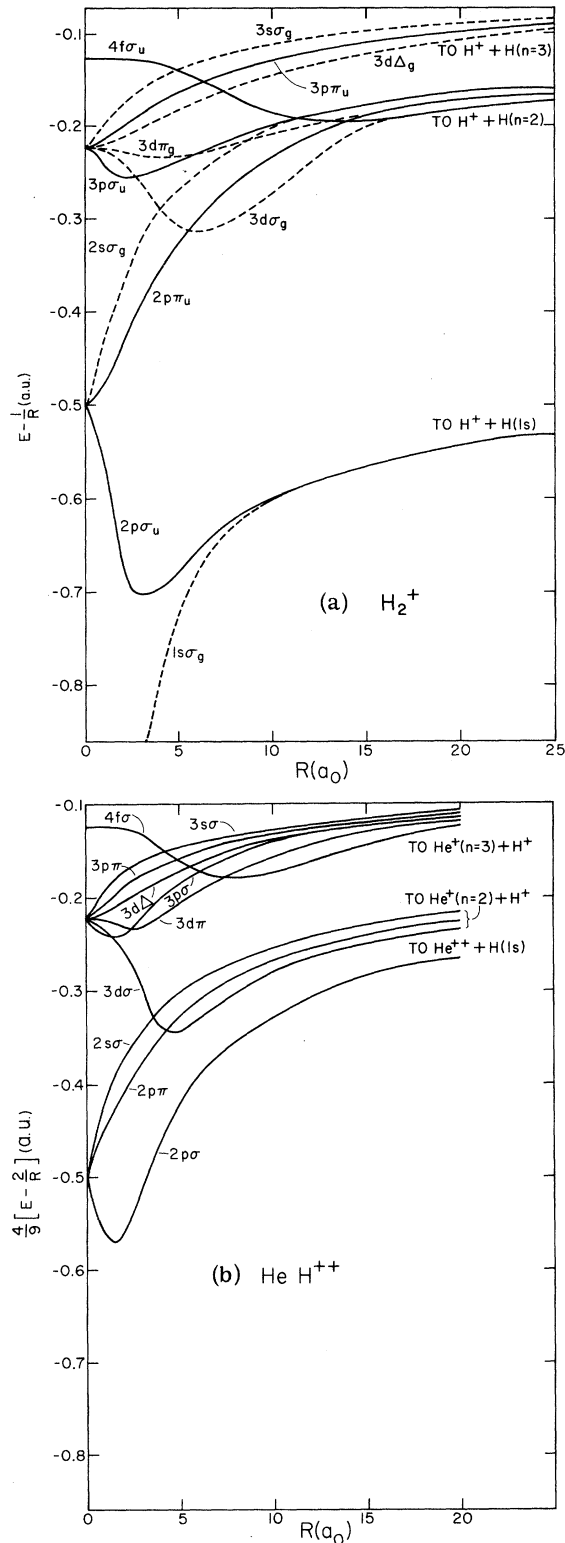 -0.1
-0.2
-0.3
-0.4
-0.5
-0.6
-0.7
-0.8
E - 1/R (a.u.)
4fσu
3sσg
TO H⁺ + H(n=3)
3dΔg
3pπu
TO H⁺ + H(n=2)
3dπg
3pσu
3dσg
2sσg
2pπu
TO H⁺ + H(1s)
2pσu
(a) H₂⁺
1sσg
0 5 10 15 20 25
R(a₀)
-0.1
-0.2
-0.3
-0.4
-0.5
-0.6
-0.7
-0.8
4/9 [E - 2/R] (a.u.)
4fσ
3sσ
TO He⁺(n=3) + H⁺
3pπ
3dΔ
3pσ
3dπ
TO He⁺(n=2) + H⁺
TO He⁺⁺ + H(1s)
3dσ
2sσ
2pπ
2pσ
(b) He H⁺⁺
0 5 10 15 20
R(a₀)